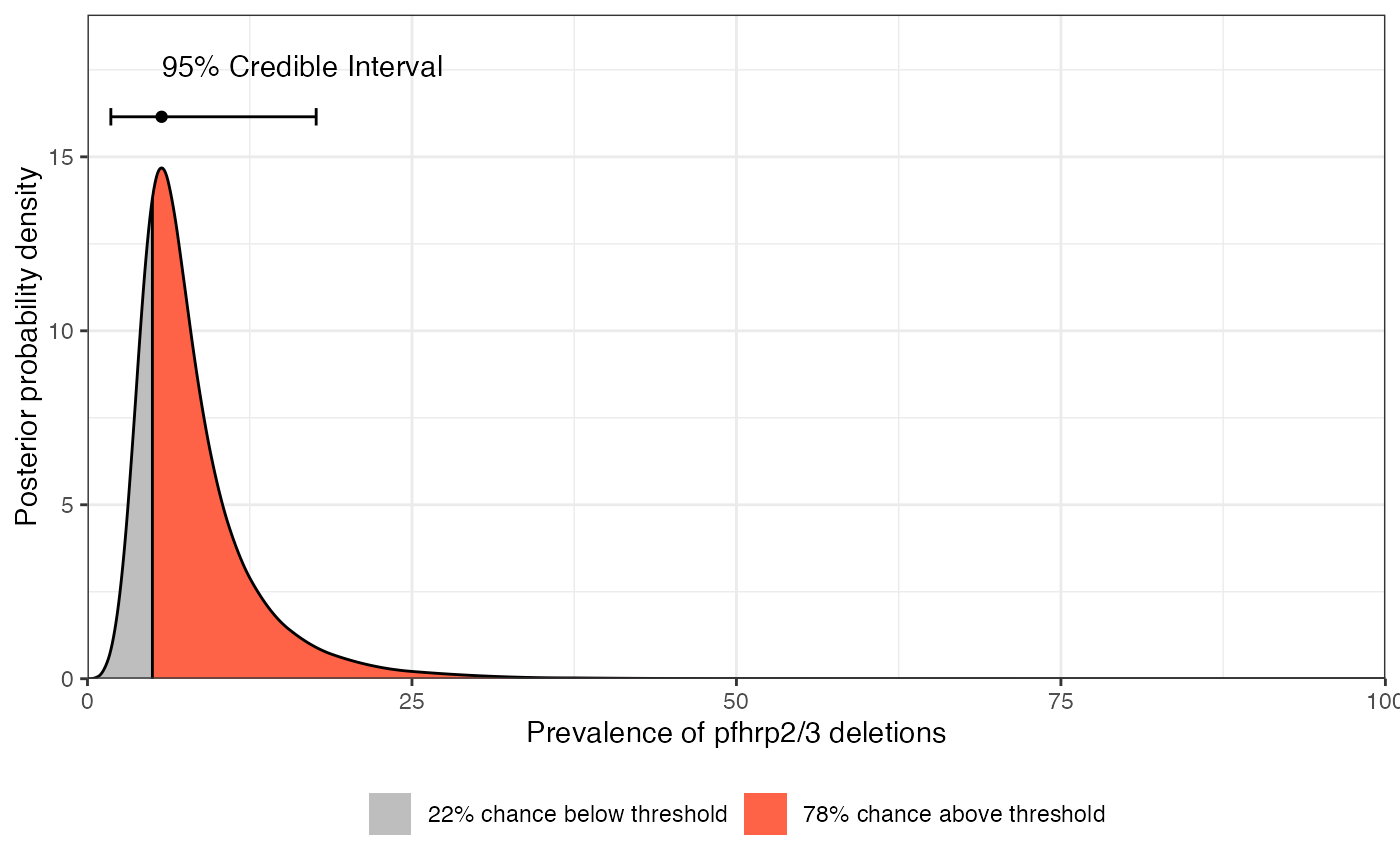 95% Credible Interval
Posterior probability density
15
10
5
0
0 25 50 75 100
Prevalence of pfhrp2/3 deletions
22% chance below threshold 78% chance above threshold